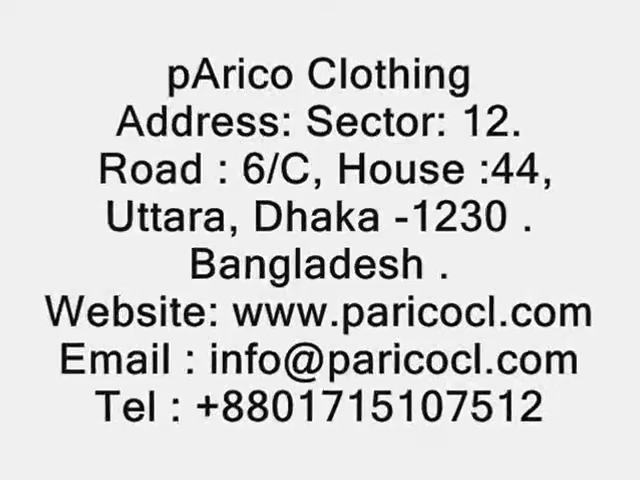 pArico Clothing
Address: Sector: 12.
Road : 6/C, House :44,
Uttara, Dhaka -1230 .
Bangladesh .
Website: www.paricocl.com
Email : info@paricocl.com
Tel : +8801715107512